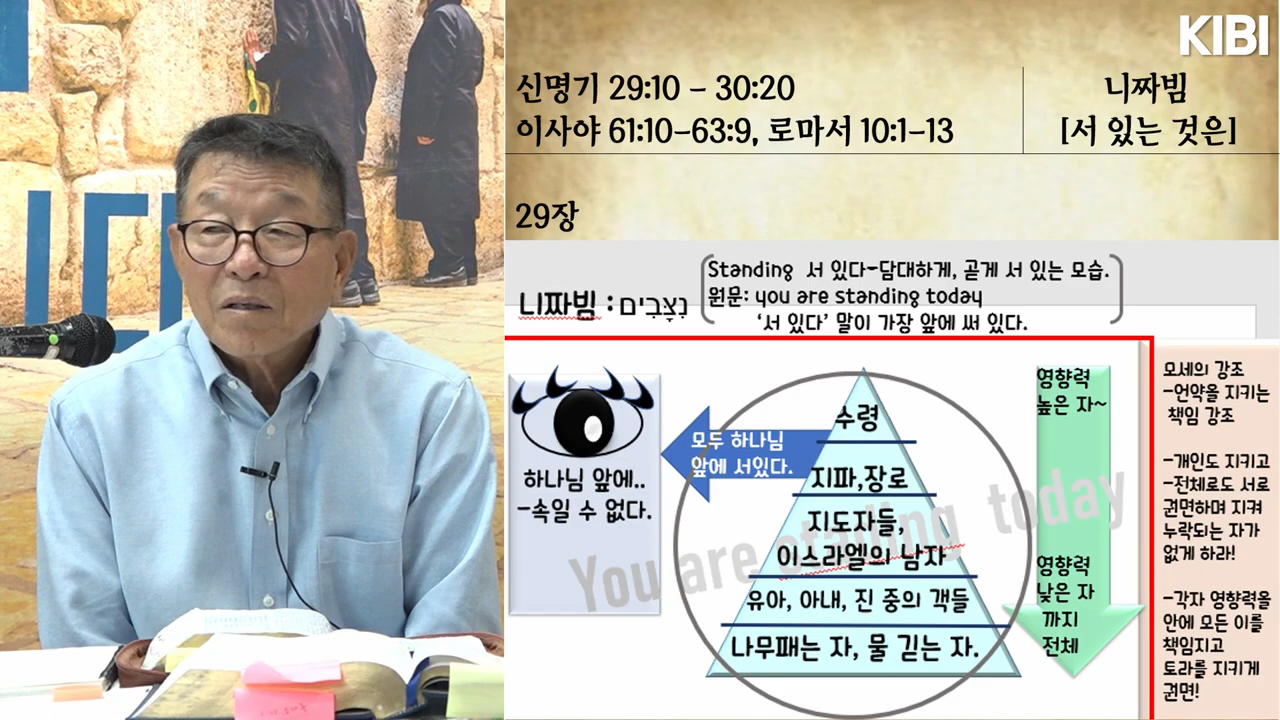 KIBI
신명기 29:10 – 30:20
이사야 61:10–63:9, 로마서 10:1–13
니짜빔
[서 있는 것은]
29장
니짜빔 : נִצָּבִים
Standing 서 있다-담대하게, 곧게 서 있는 모습.
원문: you are standing today
‘서 있다’ 말이 가장 앞에 써 있다.
하나님 앞에..
-속일 수 없다.
모두 하나님
앞에 서있다.
수령
지파,장로
지도자들,
이스라엘의 남자
유아, 아내, 진 중의 객들
나무패는 자, 물 긷는 자.
You are standing today
영향력
높은 자~
영향력
낮은 자
까지
전체
모세의 강조
-언약을 지키는
책임 강조
-개인도 지키고
-전체로도 서로
권면하며 지켜
누락되는 자가
없게 하라!
-각자 영향력을
안에 모든 이를
책임지고
토라를 지키게
권면!